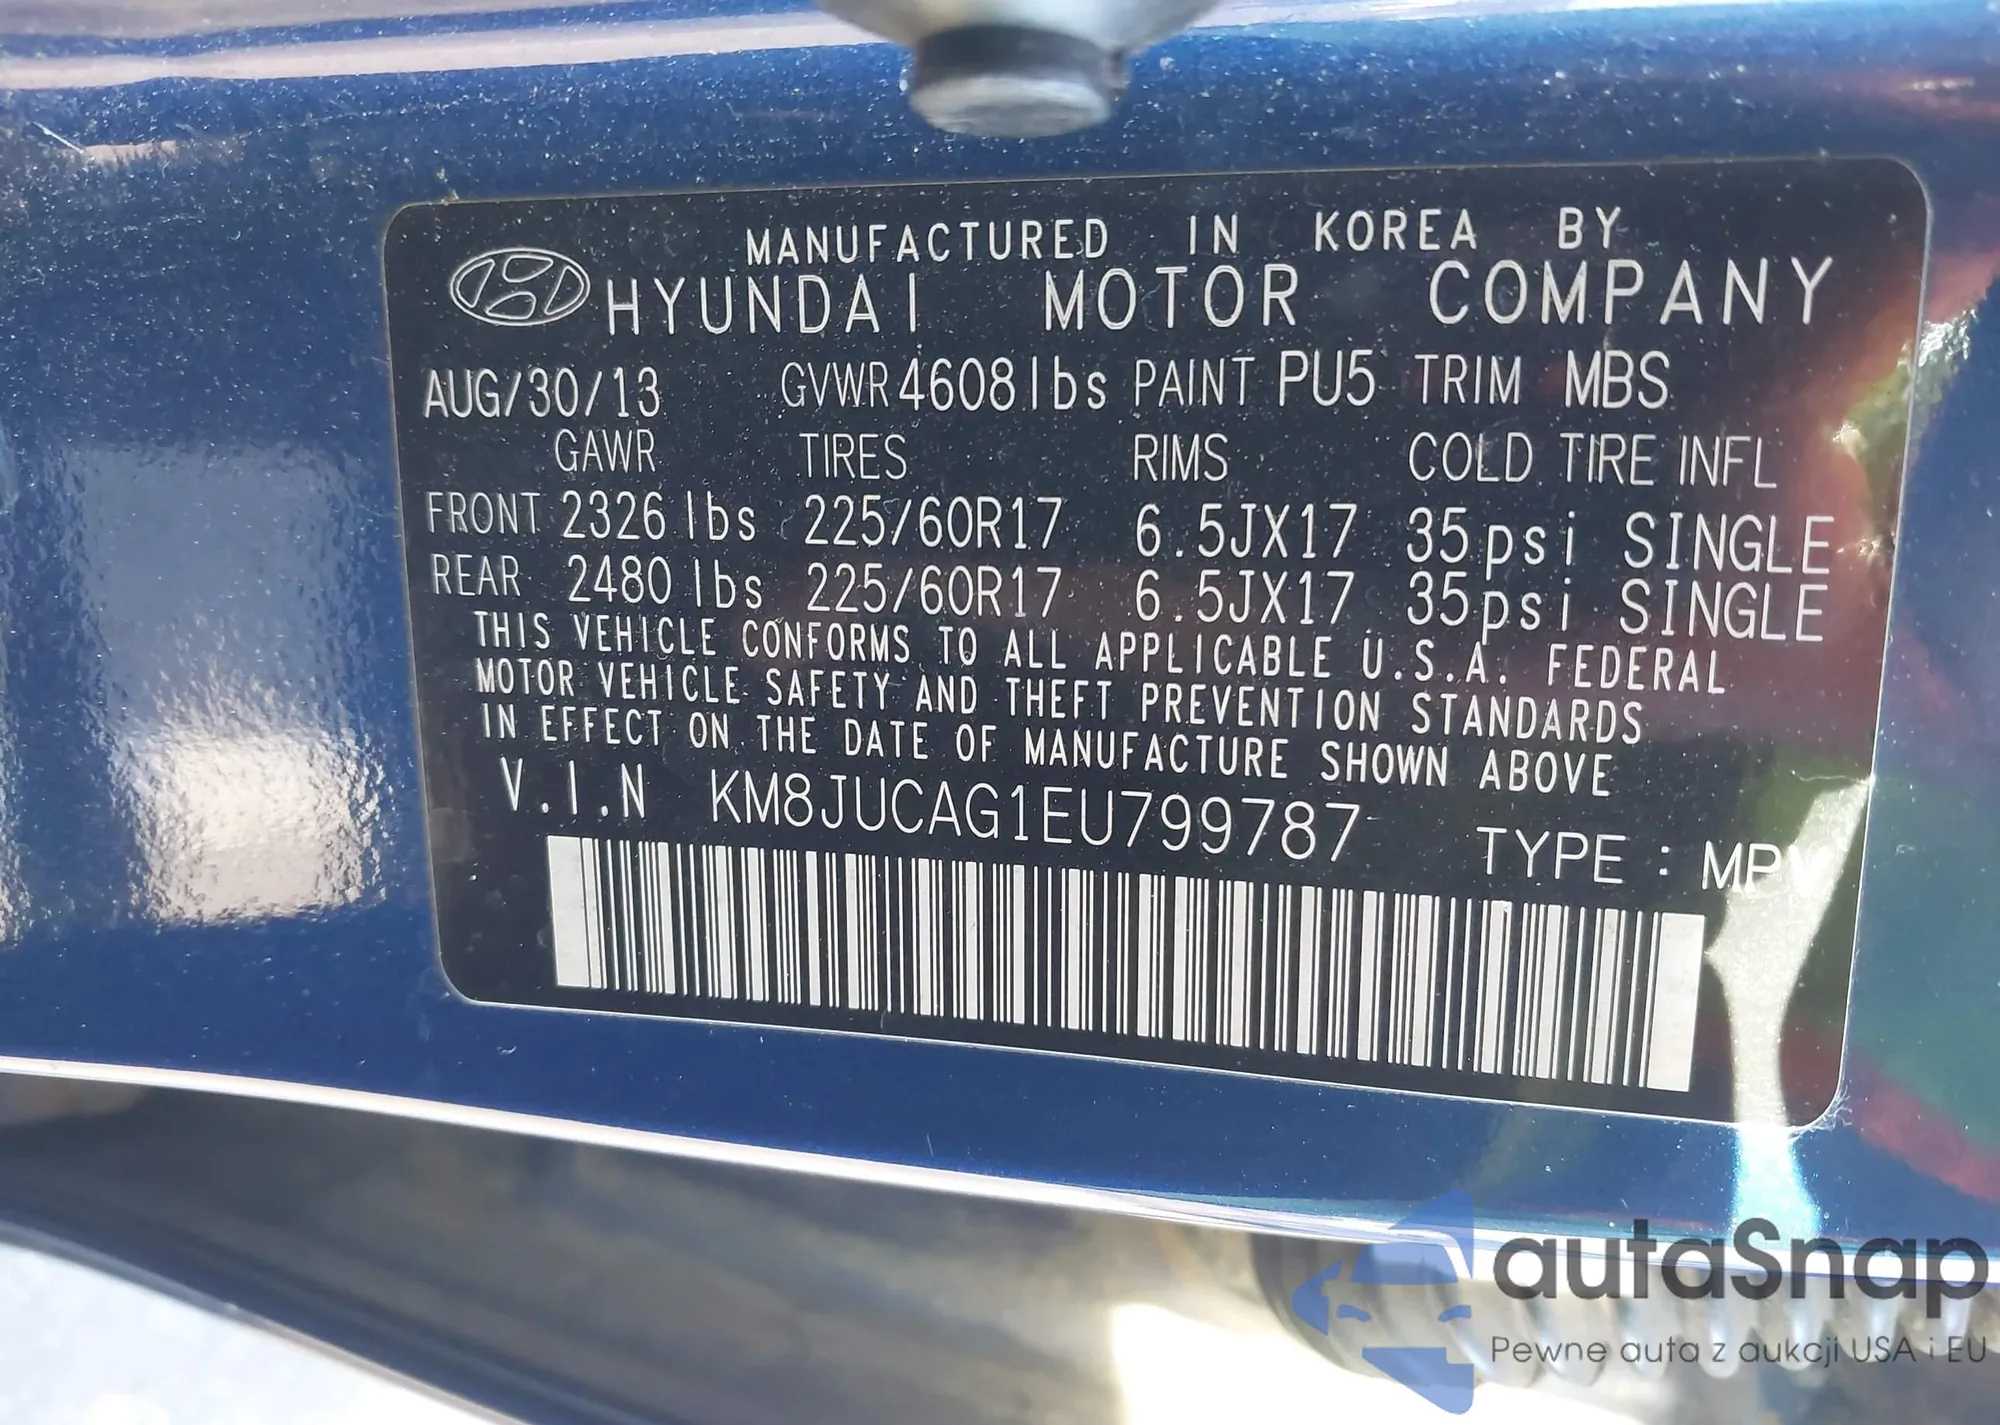 MANUFACTURED IN KOREA BY
HYUNDAI MOTOR COMPANY
AUG/30/13 GVWR 4608lbs PAINT PU5 TRIM MBS
GAWR TIRES RIMS COLD TIRE INFL
FRONT 2326 lbs 225/60R17 6.5JX17 35psi SINGLE
REAR 2480 lbs 225/60R17 6.5JX17 35psi SINGLE
THIS VEHICLE CONFORMS TO ALL APPLICABLE U.S.A. FEDERAL
MOTOR VEHICLE SAFETY AND THEFT PREVENTION STANDARDS
IN EFFECT ON THE DATE OF MANUFACTURE SHOWN ABOVE
V.I.N KM8JUCAG1EU799787 TYPE : MPV
autaSnap
Pewne auta z aukcji USA i EU